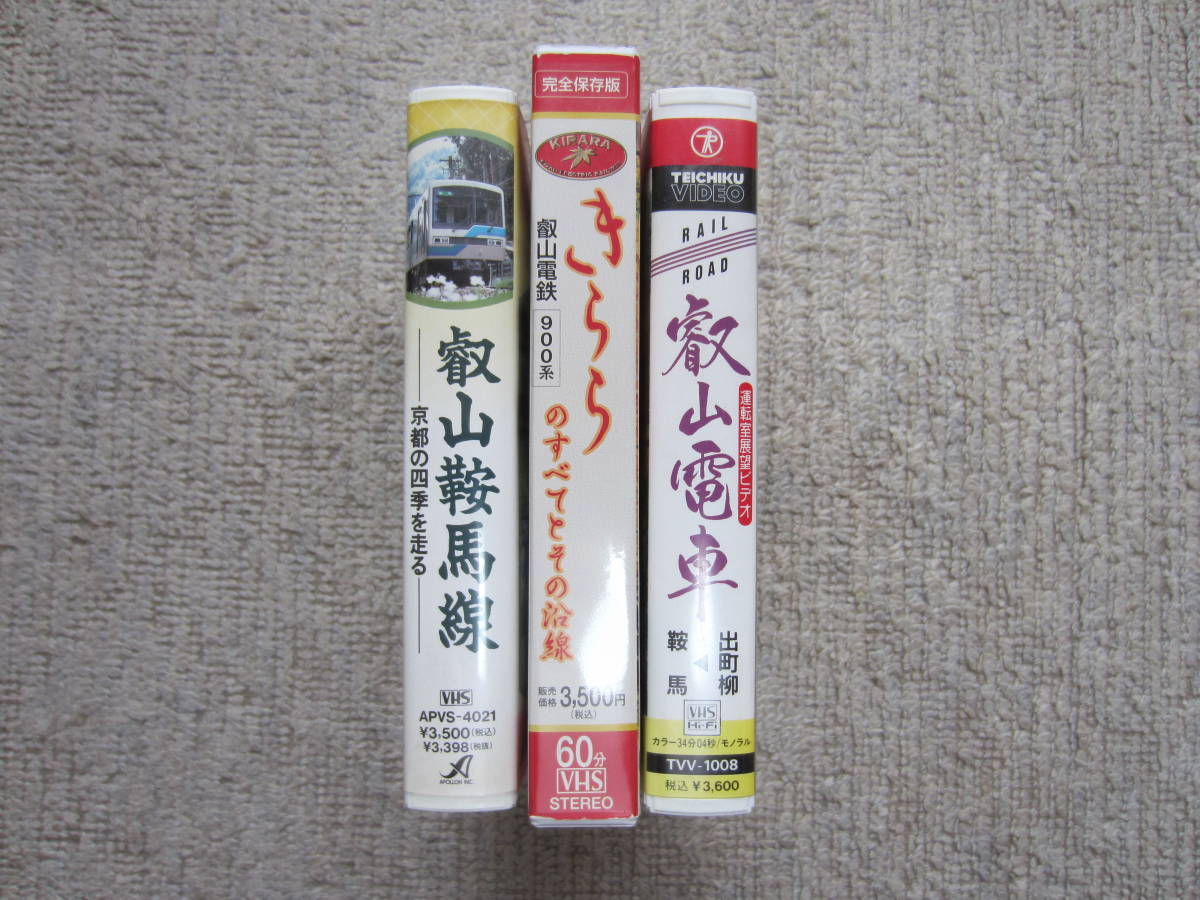 叡山鞍馬線
京都の四季を走る
VHS
APVS-4021
¥3,500(税込)
¥3,398(税抜)
APOLLON INC.
完全保存版
KIRARA
きらら
叡山電鉄
900系
のすべてとその沿線
販売価格 3,500円
(税込)
60分
VHS
STEREO
TEICHIKU
VIDEO
RAIL
ROAD
叡山電車
運転室展望ビデオ
出町柳
▲
鞍馬
VHS
Hi-Fi
カラー34分04秒/モノラル
TVV-1008
税込 ¥3,600